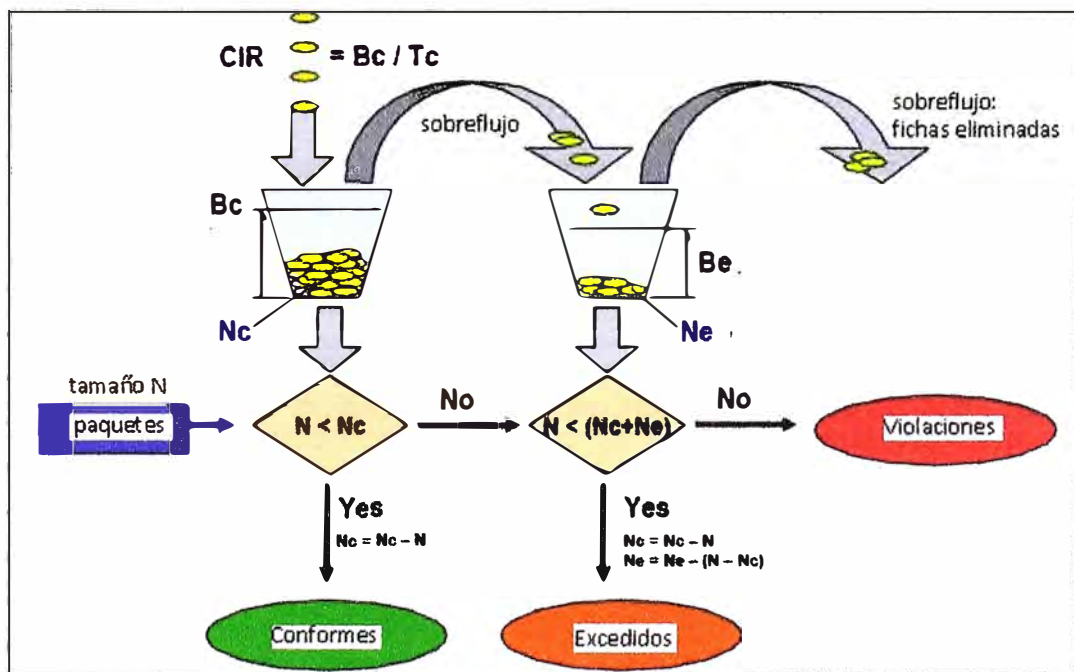 CIR = Bc / Tc
sobreflujo
sobreflujo:
fichas eliminadas
Bc
Be
Nc
Ne
tamaño N
paquetes
N < Nc
No
N < (Nc+Ne)
No
Violaciones
Yes
Nc = Nc – N
Yes
Nc = Nc – N
Ne = Ne – (N – Nc)
Conformes
Excedidos